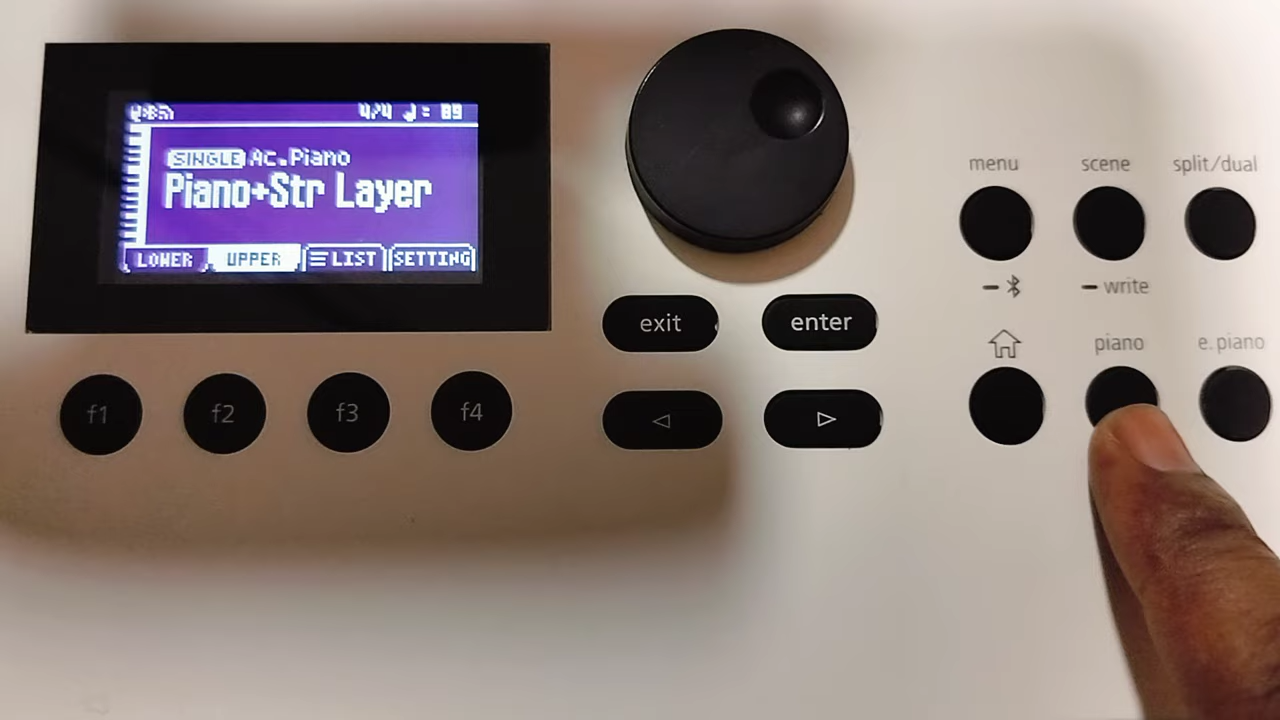 4/4 ♩= 89
SINGLE Ac.Piano
Piano+Str Layer
LOWER UPPER LIST SETTING
exit enter
f1 f2 f3 f4
menu scene split/dual
write
piano e.piano